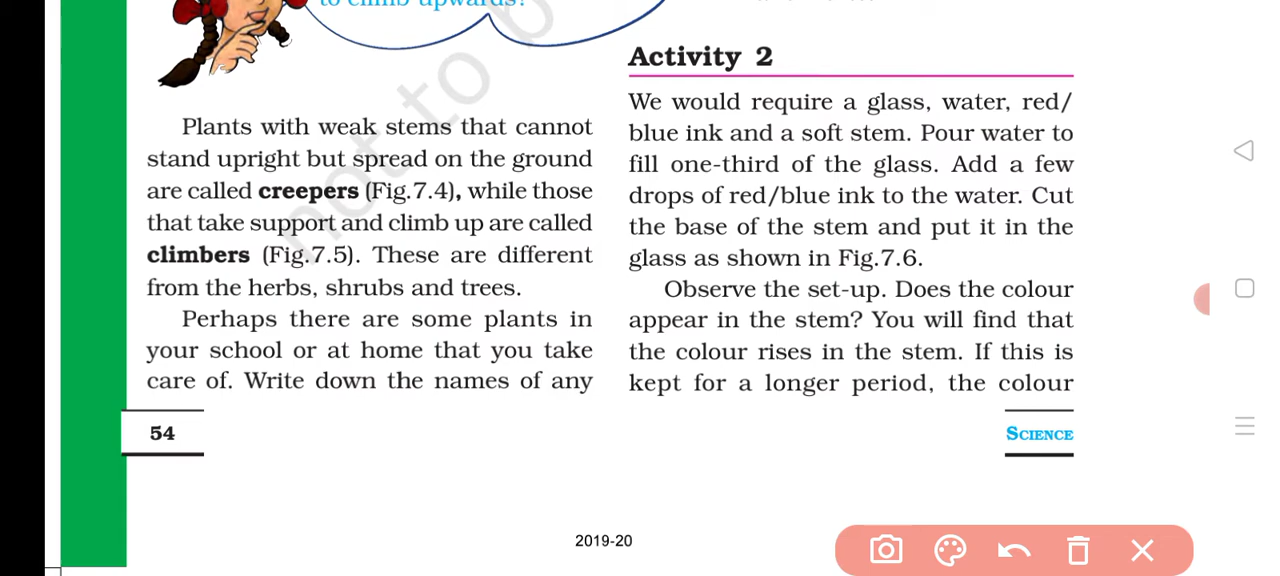 to climb upwards?
not to b
Plants with weak stems that cannot
stand upright but spread on the ground
are called creepers (Fig.7.4), while those
that take support and climb up are called
climbers (Fig.7.5). These are different
from the herbs, shrubs and trees.
Perhaps there are some plants in
your school or at home that you take
care of. Write down the names of any
54
Activity 2
We would require a glass, water, red/
blue ink and a soft stem. Pour water to
fill one-third of the glass. Add a few
drops of red/blue ink to the water. Cut
the base of the stem and put it in the
glass as shown in Fig.7.6.
Observe the set-up. Does the colour
appear in the stem? You will find that
the colour rises in the stem. If this is
kept for a longer period, the colour
SCIENCE
2019-20